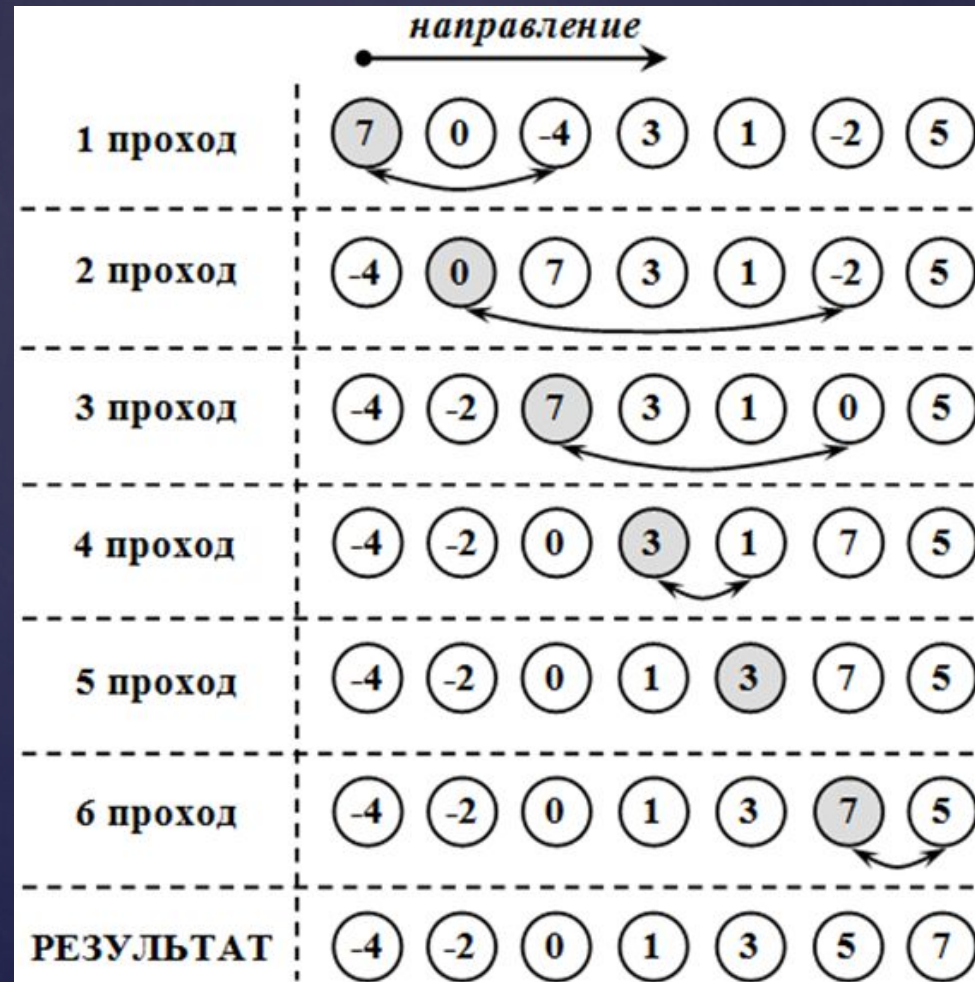 направление
1 проход 7 0 -4 3 1 -2 5
2 проход -4 0 7 3 1 -2 5
3 проход -4 -2 7 3 1 0 5
4 проход -4 -2 0 3 1 7 5
5 проход -4 -2 0 1 3 7 5
6 проход -4 -2 0 1 3 7 5
РЕЗУЛЬТАТ -4 -2 0 1 3 5 7